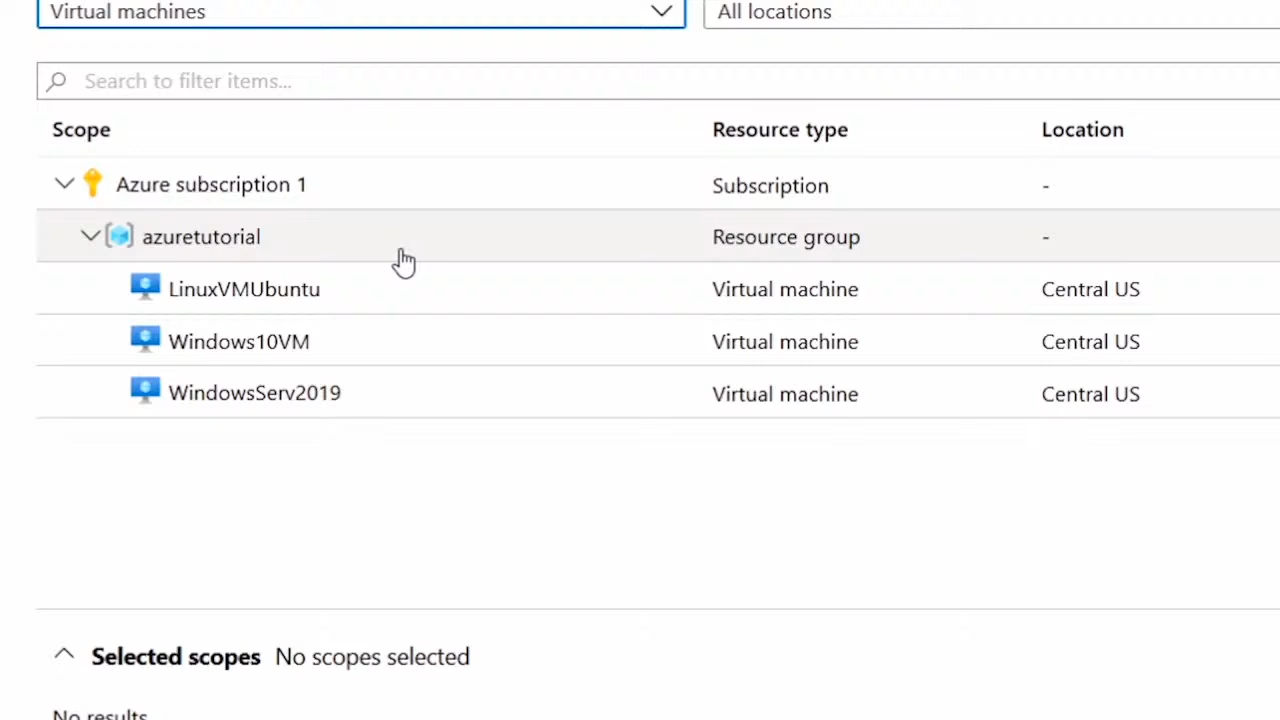 Virtual machines All locations
Search to filter items...
Scope Resource type Location
Azure subscription 1 Subscription -
azuretutorial Resource group -
LinuxVMUbuntu Virtual machine Central US
Windows10VM Virtual machine Central US
WindowsServ2019 Virtual machine Central US
Selected scopes No scopes selected
No results